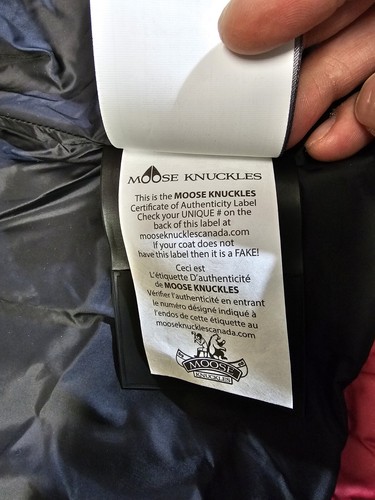 MOOSE KNUCKLES
This is the MOOSE KNUCKLES
Certificate of Authenticity Label
Check your UNIQUE # on the
back of this label at
mooseknucklescanada.com
If your coat does not
have this label then it is a FAKE!
Ceci est
L'étiquette D'authenticité
de MOOSE KNUCKLES
Vérifier l'authenticité en entrant
le numéro désigné indiqué à
l'endos de cette étiquette au
mooseknucklescanada.com
MOOSE
KNUCKLES